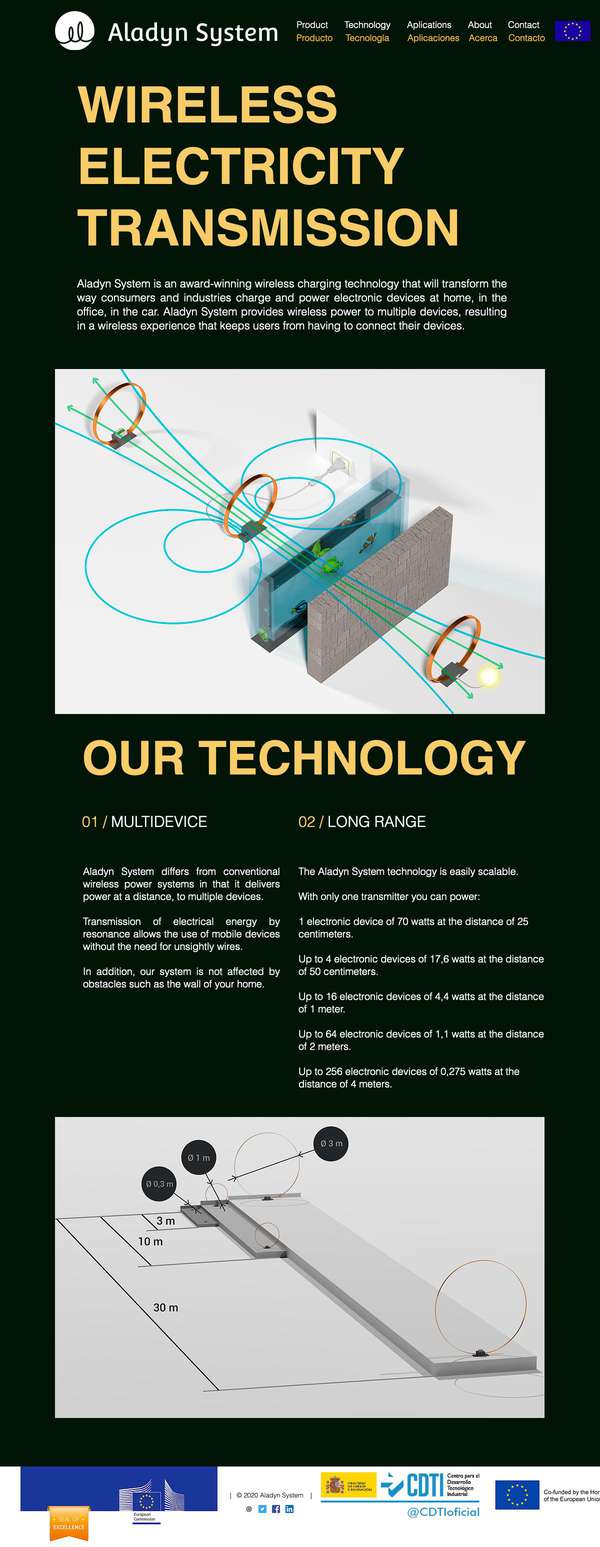 Aladyn System
Product Technology Aplications About Contact
Producto Tecnología Aplicaciones Acerca Contacto
WIRELESS
ELECTRICITY
TRANSMISSION
Aladyn System is an award-winning wireless charging technology that will transform the
way consumers and industries charge and power electronic devices at home, in the
office, in the car. Aladyn System provides wireless power to multiple devices, resulting
in a wireless experience that keeps users from having to connect their devices.
OUR TECHNOLOGY
01 / MULTIDEVICE
Aladyn System differs from conventional
wireless power systems in that it delivers
power at a distance, to multiple devices.
Transmission of electrical energy by
resonance allows the use of mobile devices
without the need for unsightly wires.
In addition, our system is not affected by
obstacles such as the wall of your home.
02 / LONG RANGE
The Aladyn System technology is easily scalable.
With only one transmitter you can power:
1 electronic device of 70 watts at the distance of 25
centimeters.
Up to 4 electronic devices of 17,6 watts at the distance
of 50 centimeters.
Up to 16 electronic devices of 4,4 watts at the distance
of 1 meter.
Up to 64 electronic devices of 1,1 watts at the distance
of 2 meters.
Up to 256 electronic devices of 0,275 watts at the
distance of 4 meters.
Ø 3 m
Ø 1 m
Ø 0,3 m
3 m
10 m
30 m
SEAL OF
EXCELLENCE
European
Commission
| © 2020 Aladyn System |
CDTI
Centro para el
Desarrollo
Tecnológico
Industrial
@CDTIoficial
Co-funded by the Hor
of the European Unio